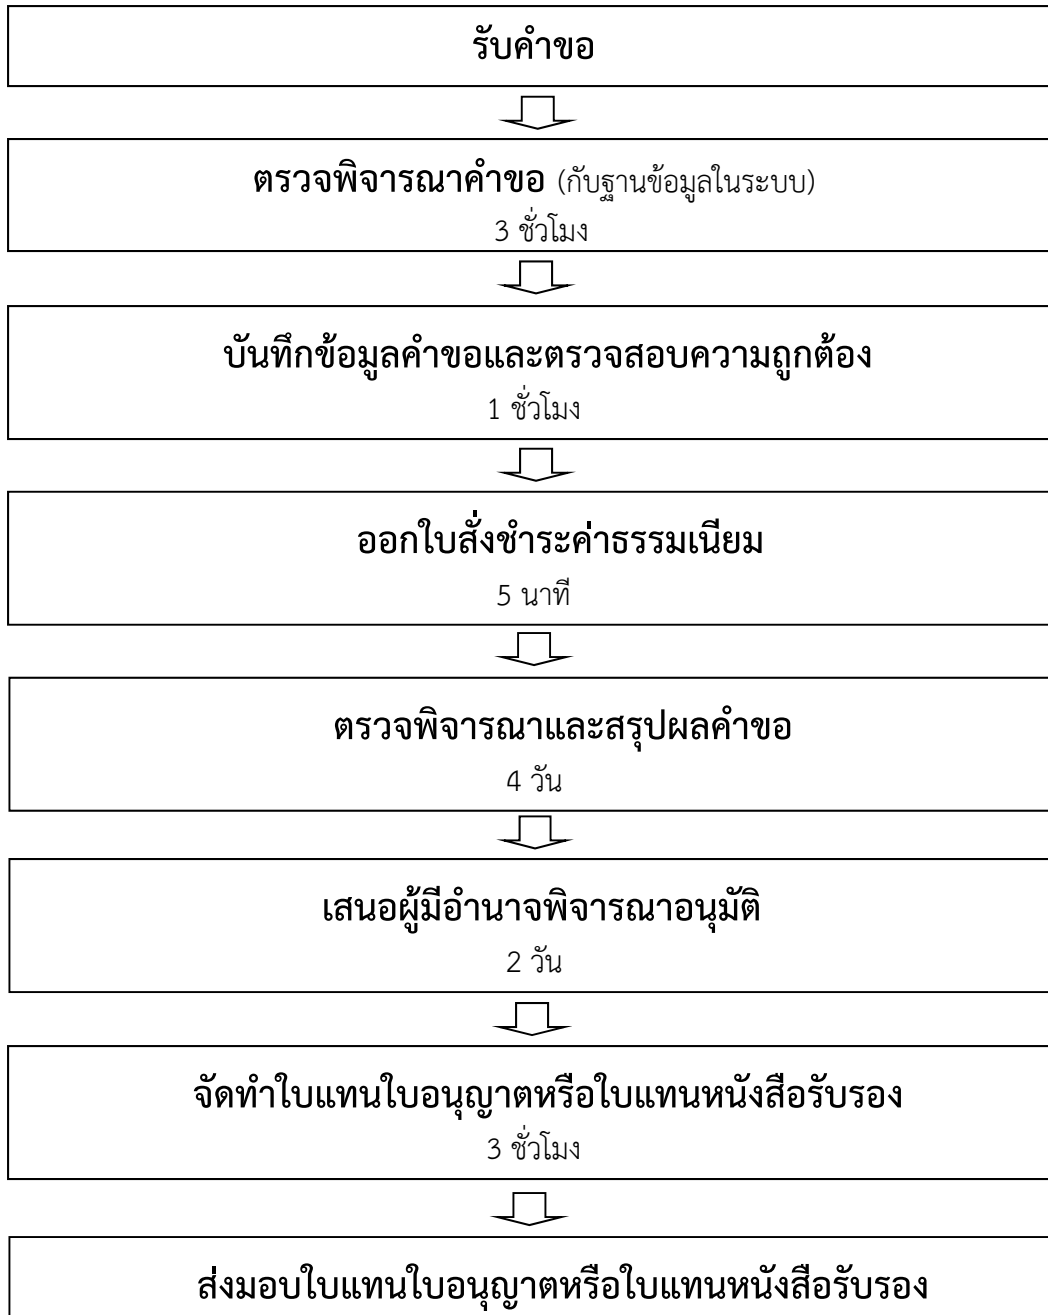 รับคำขอ
ตรวจพิจารณาคำขอ (กับฐานข้อมูลในระบบ)
3 ชั่วโมง
บันทึกข้อมูลคำขอและตรวจสอบความถูกต้อง
1 ชั่วโมง
ออกใบสั่งชำระค่าธรรมเนียม
5 นาที
ตรวจพิจารณาและสรุปผลคำขอ
4 วัน
เสนอผู้มีอำนาจพิจารณาอนุมัติ
2 วัน
จัดทำใบแทนใบอนุญาตหรือใบแทนหนังสือรับรอง
3 ชั่วโมง
ส่งมอบใบแทนใบอนุญาตหรือใบแทนหนังสือรับรอง